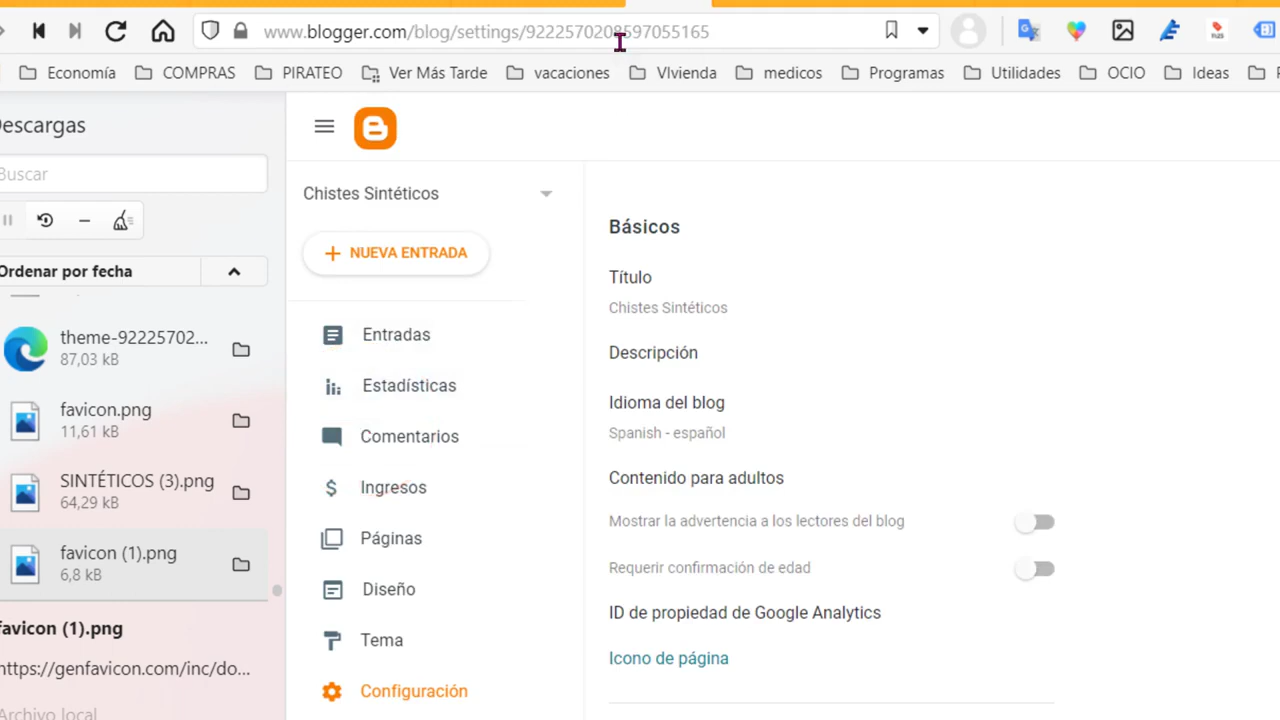 www.blogger.com/blog/settings/9222570208597055165
Economía
COMPRAS
PIRATEO
Ver Más Tarde
vacaciones
VIvienda
medicos
Programas
Utilidades
OCIO
Ideas
Descargas
Buscar
Ordenar por fecha
theme-92225702...
87,03 kB
favicon.png
11,61 kB
SINTÉTICOS (3).png
64,29 kB
favicon (1).png
6,8 kB
favicon (1).png
https://genfavicon.com/inc/do...
Archivo local
Chistes Sintéticos
+ NUEVA ENTRADA
Entradas
Estadísticas
Comentarios
Ingresos
Páginas
Diseño
Tema
Configuración
Básicos
Título
Chistes Sintéticos
Descripción
Idioma del blog
Spanish - español
Contenido para adultos
Mostrar la advertencia a los lectores del blog
Requerir confirmación de edad
ID de propiedad de Google Analytics
Icono de página